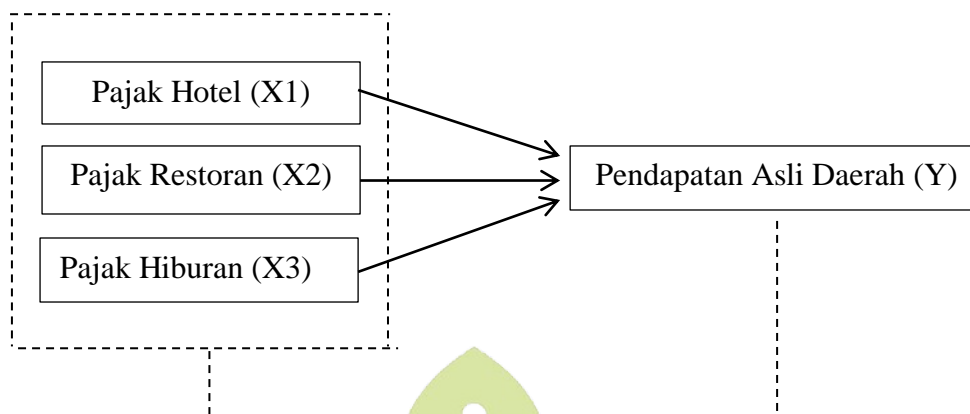 Pajak Hotel (X1)
Pajak Restoran (X2)
Pendapatan Asli Daerah (Y)
Pajak Hiburan (X3)